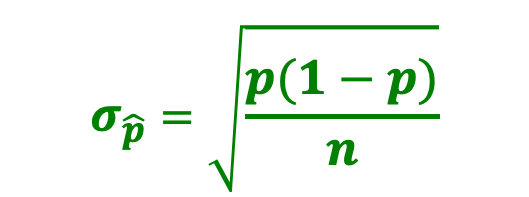 σ_p̂ = √(p(1 − p)/n)